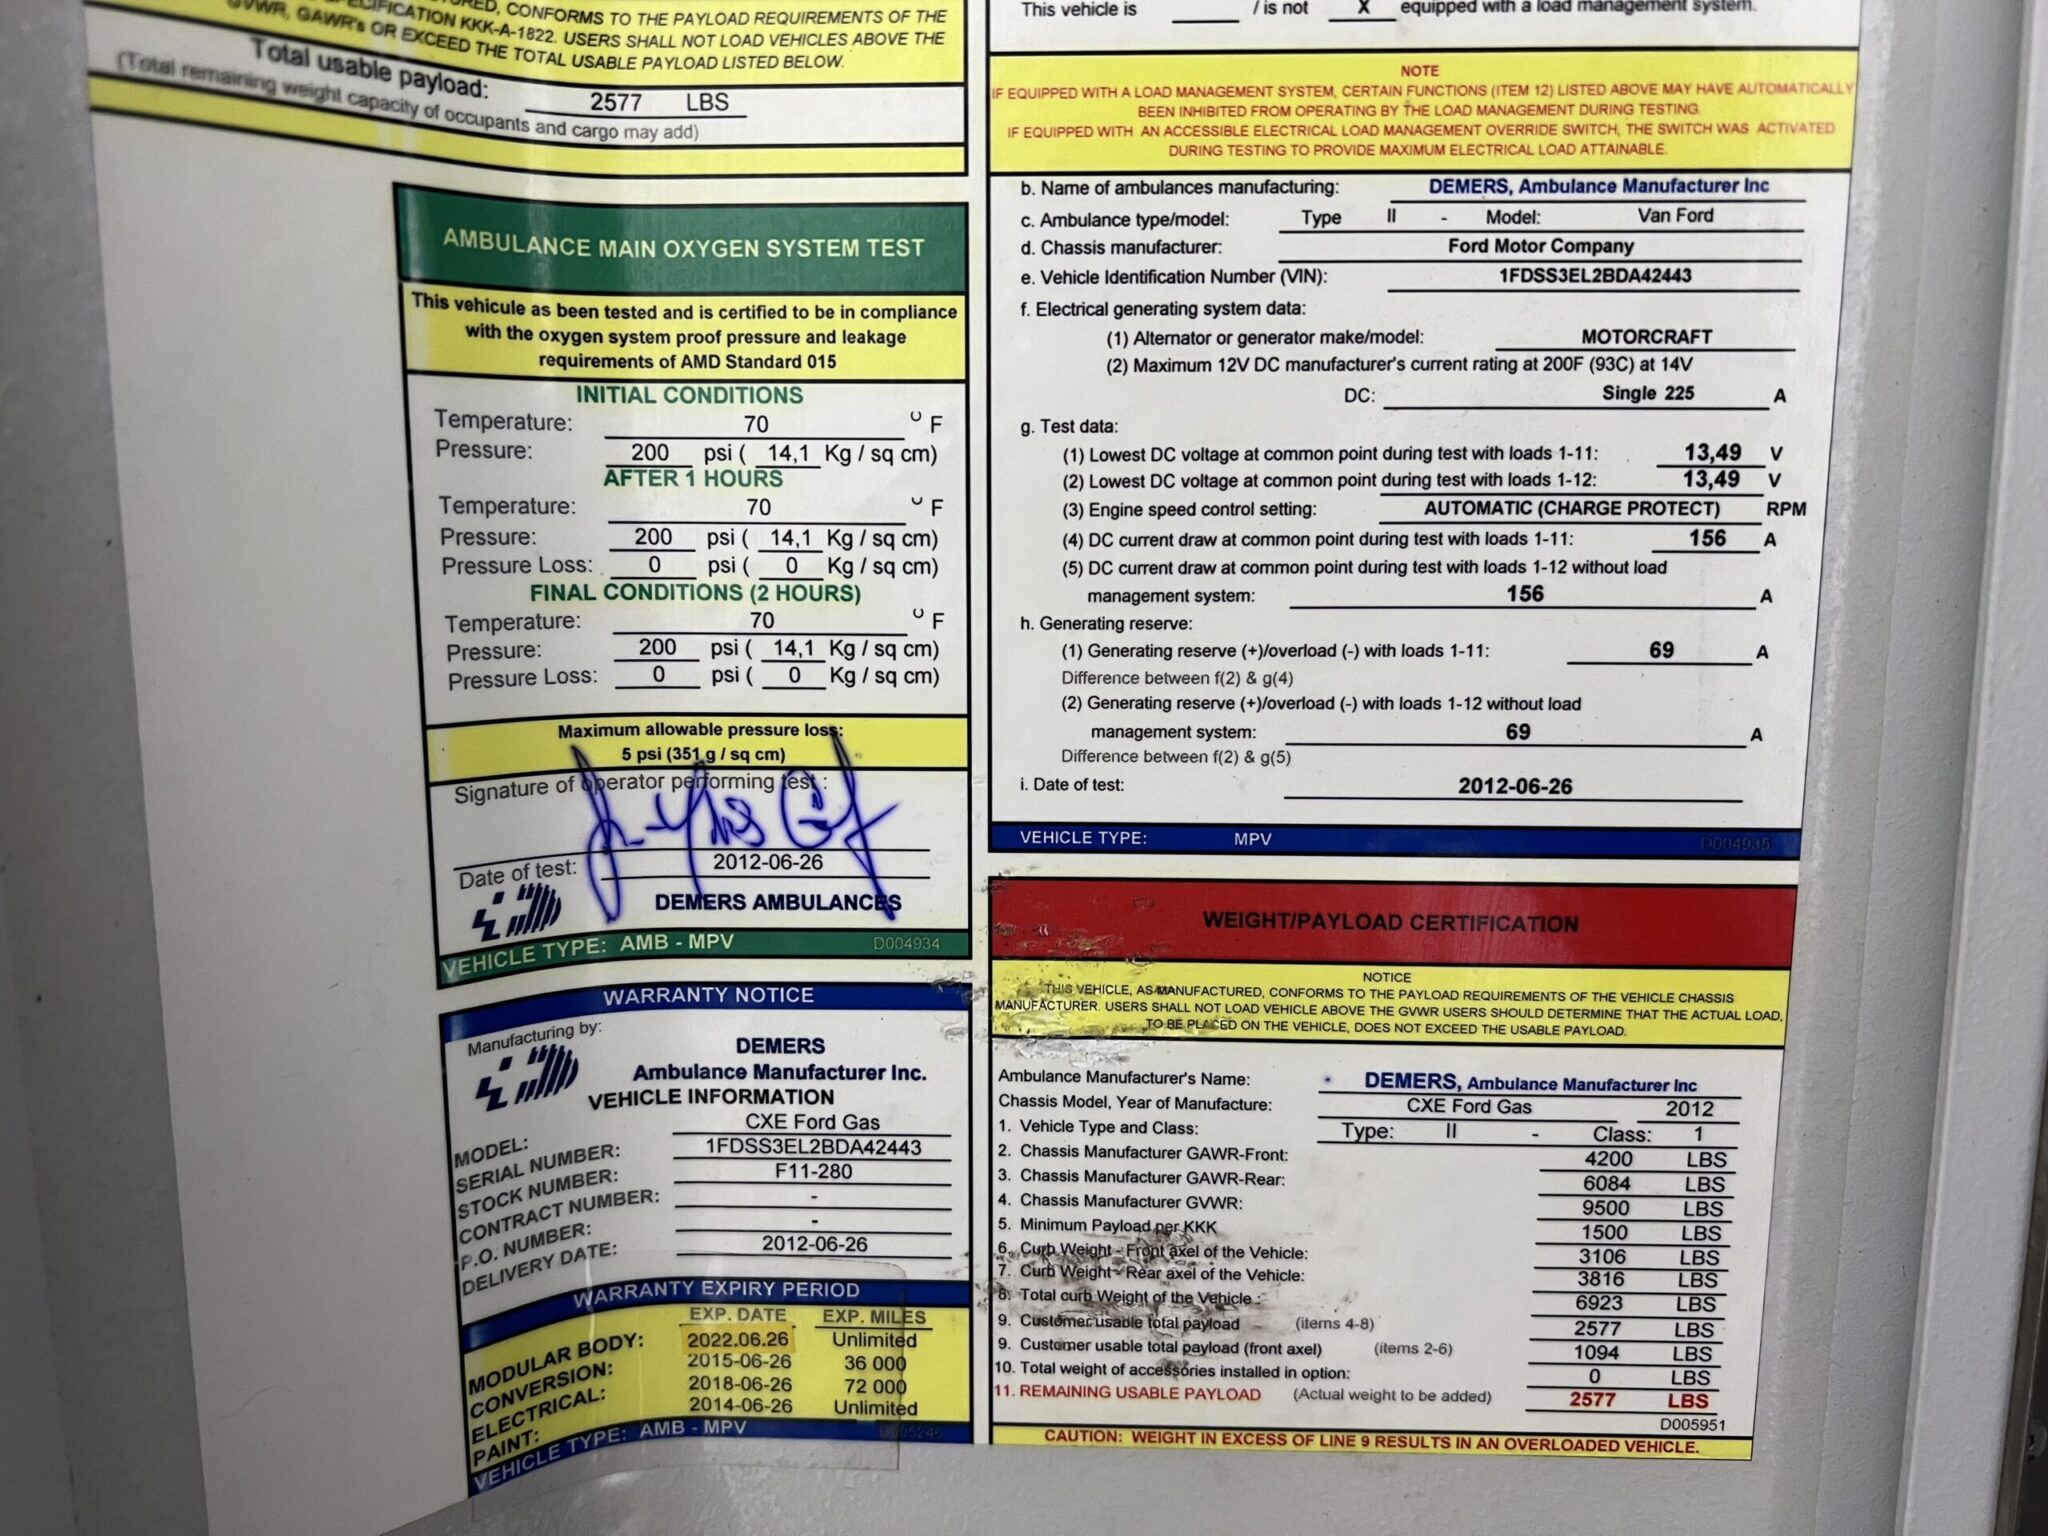 CONFORMS TO THE PAYLOAD REQUIREMENTS OF THE
KKK-A-1822. USERS SHALL NOT LOAD VEHICLES ABOVE THE
GVWR, GAWR's OR EXCEED THE TOTAL USABLE PAYLOAD LISTED BELOW.
Total usable payload: 2577 LBS
(Total remaining weight capacity of occupants and cargo may add)
AMBULANCE MAIN OXYGEN SYSTEM TEST
This vehicule as been tested and is certified to be in compliance
with the oxygen system proof pressure and leakage
requirements of AMD Standard 015
INITIAL CONDITIONS
Temperature: 70 ° F
Pressure: 200 psi ( 14,1 Kg / sq cm)
AFTER 1 HOURS
Temperature: 70 ° F
Pressure: 200 psi ( 14,1 Kg / sq cm)
Pressure Loss: 0 psi ( 0 Kg / sq cm)
FINAL CONDITIONS (2 HOURS)
Temperature: 70 ° F
Pressure: 200 psi ( 14,1 Kg / sq cm)
Pressure Loss: 0 psi ( 0 Kg / sq cm)
Maximum allowable pressure loss:
5 psi (351 g / sq cm)
Signature of operator performing test :
Date of test: 2012-06-26
DEMERS AMBULANCES
VEHICLE TYPE: AMB - MPV D004934
WARRANTY NOTICE
Manufacturing by:
DEMERS
Ambulance Manufacturer Inc.
VEHICLE INFORMATION
MODEL: CXE Ford Gas
SERIAL NUMBER: 1FDSS3EL2BDA42443
STOCK NUMBER: F11-280
CONTRACT NUMBER: -
P.O. NUMBER: -
DELIVERY DATE: 2012-06-26
WARRANTY EXPIRY PERIOD
EXP. DATE EXP. MILES
MODULAR BODY: 2022.06.26 Unlimited
CONVERSION: 2015-06-26 36 000
ELECTRICAL: 2018-06-26 72 000
PAINT: 2014-06-26 Unlimited
VEHICLE TYPE: AMB - MPV
This vehicle is / is not X equipped with a load management system.
NOTE
IF EQUIPPED WITH A LOAD MANAGEMENT SYSTEM, CERTAIN FUNCTIONS (ITEM 12) LISTED ABOVE MAY HAVE AUTOMATICALLY
BEEN INHIBITED FROM OPERATING BY THE LOAD MANAGEMENT DURING TESTING.
IF EQUIPPED WITH AN ACCESSIBLE ELECTRICAL LOAD MANAGEMENT OVERRIDE SWITCH, THE SWITCH WAS ACTIVATED
DURING TESTING TO PROVIDE MAXIMUM ELECTRICAL LOAD ATTAINABLE.
b. Name of ambulances manufacturing: DEMERS, Ambulance Manufacturer Inc
c. Ambulance type/model: Type II - Model: Van Ford
d. Chassis manufacturer: Ford Motor Company
e. Vehicle Identification Number (VIN): 1FDSS3EL2BDA42443
f. Electrical generating system data:
(1) Alternator or generator make/model: MOTORCRAFT
(2) Maximum 12V DC manufacturer's current rating at 200F (93C) at 14V
DC: Single 225 A
g. Test data:
(1) Lowest DC voltage at common point during test with loads 1-11: 13,49 V
(2) Lowest DC voltage at common point during test with loads 1-12: 13,49 V
(3) Engine speed control setting: AUTOMATIC (CHARGE PROTECT) RPM
(4) DC current draw at common point during test with loads 1-11: 156 A
(5) DC current draw at common point during test with loads 1-12 without load
management system: 156 A
h. Generating reserve:
(1) Generating reserve (+)/overload (-) with loads 1-11: 69 A
Difference between f(2) & g(4)
(2) Generating reserve (+)/overload (-) with loads 1-12 without load
management system: 69 A
Difference between f(2) & g(5)
i. Date of test: 2012-06-26
VEHICLE TYPE: MPV D004935
WEIGHT/PAYLOAD CERTIFICATION
NOTICE
THIS VEHICLE, AS MANUFACTURED, CONFORMS TO THE PAYLOAD REQUIREMENTS OF THE VEHICLE CHASSIS
MANUFACTURER. USERS SHALL NOT LOAD VEHICLE ABOVE THE GVWR USERS SHOULD DETERMINE THAT THE ACTUAL LOAD,
TO BE PLACED ON THE VEHICLE, DOES NOT EXCEED THE USABLE PAYLOAD.
Ambulance Manufacturer's Name: DEMERS, Ambulance Manufacturer Inc
Chassis Model, Year of Manufacture: CXE Ford Gas 2012
1. Vehicle Type and Class: Type: II - Class: 1
2. Chassis Manufacturer GAWR-Front: 4200 LBS
3. Chassis Manufacturer GAWR-Rear: 6084 LBS
4. Chassis Manufacturer GVWR: 9500 LBS
5. Minimum Payload per KKK 1500 LBS
6. Curb Weight - Front axel of the Vehicle: 3106 LBS
7. Curb Weight - Rear axel of the Vehicle: 3816 LBS
8. Total curb Weight of the Vehicle : 6923 LBS
9. Customer usable total payload (items 4-8) 2577 LBS
9. Customer usable total payload (front axel) (items 2-6) 1094 LBS
10. Total weight of accessories installed in option: 0 LBS
11. REMAINING USABLE PAYLOAD (Actual weight to be added) 2577 LBS
D005951
CAUTION: WEIGHT IN EXCESS OF LINE 9 RESULTS IN AN OVERLOADED VEHICLE.